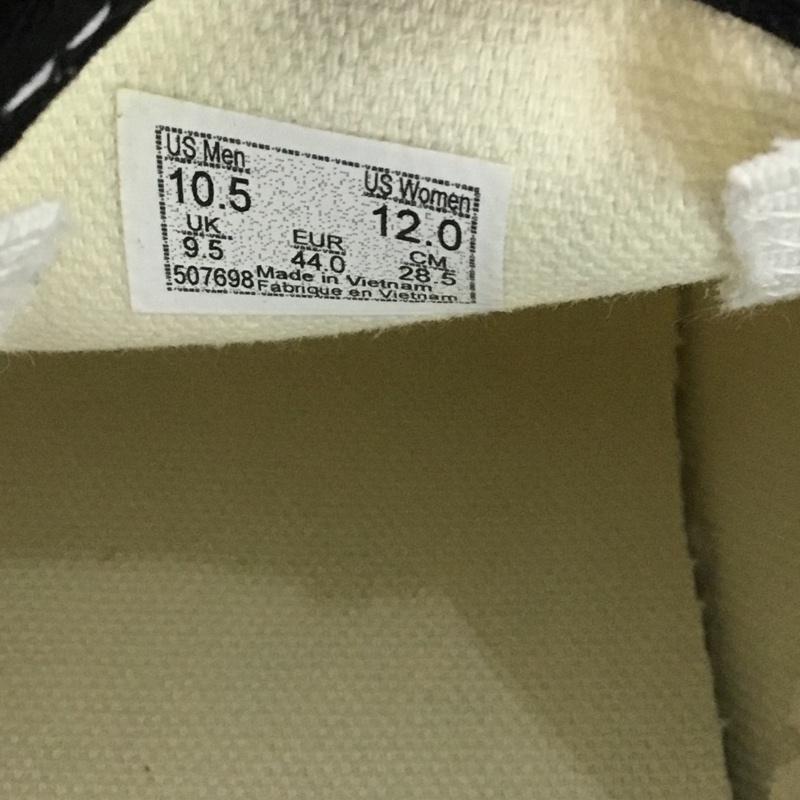 US Men
10.5
US Women
12.0
UK
9.5
EUR
44.0
CM
28.5
507698
Made in Vietnam
Fabrique en Vietnam